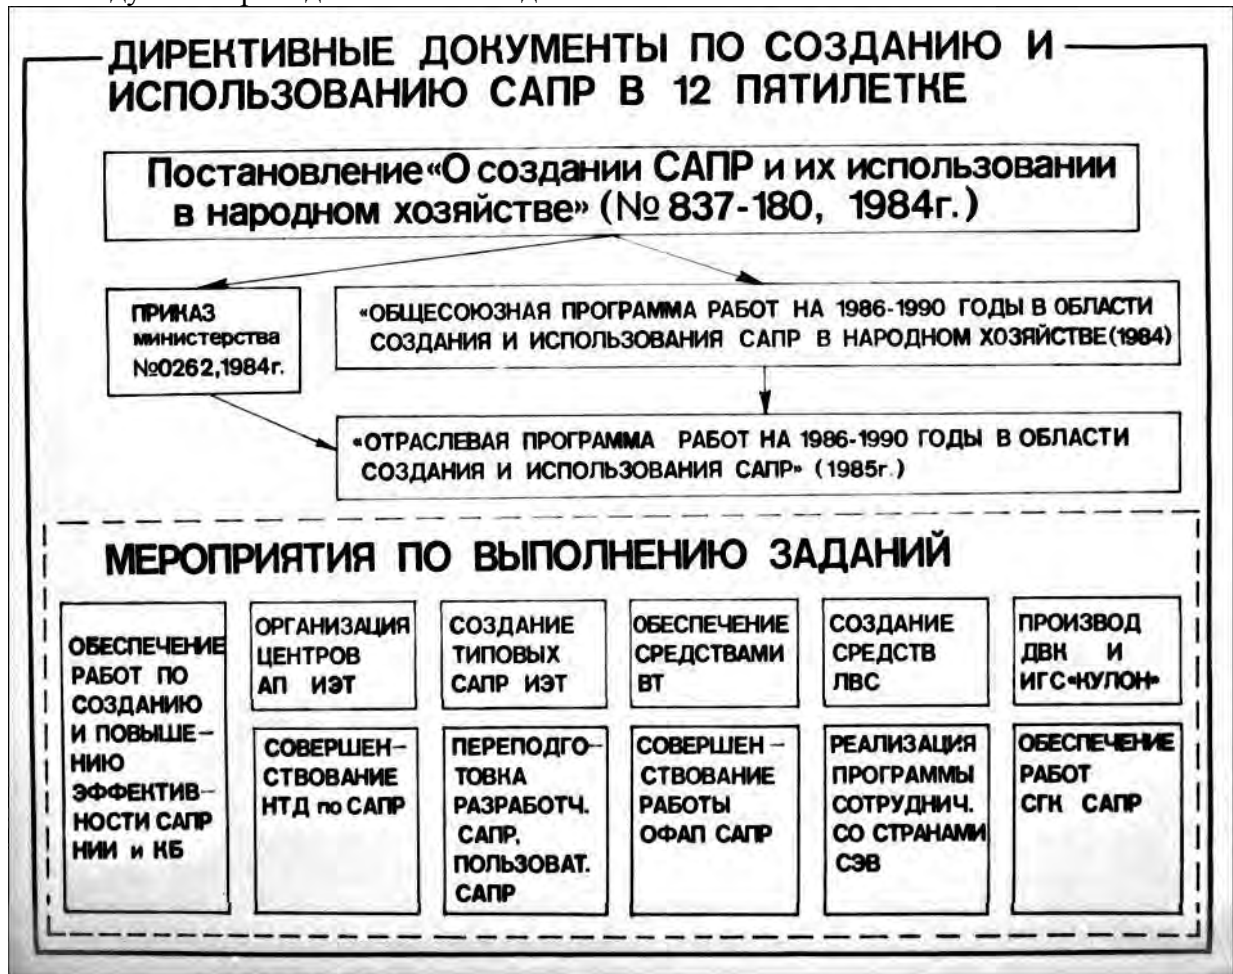 ДИРЕКТИВНЫЕ ДОКУМЕНТЫ ПО СОЗДАНИЮ И
ИСПОЛЬЗОВАНИЮ САПР В 12 ПЯТИЛЕТКЕ
Постановление «О создании САПР и их использовании
в народном хозяйстве» (№ 837-180, 1984г.)
ПРИКАЗ
министерства
№0262,1984г.
«ОБЩЕСОЮЗНАЯ ПРОГРАММА РАБОТ НА 1986-1990 ГОДЫ В ОБЛАСТИ
СОЗДАНИЯ И ИСПОЛЬЗОВАНИЯ САПР В НАРОДНОМ ХОЗЯЙСТВЕ(1984)
«ОТРАСЛЕВАЯ ПРОГРАММА РАБОТ НА 1986-1990 ГОДЫ В ОБЛАСТИ
СОЗДАНИЯ И ИСПОЛЬЗОВАНИЯ САПР» (1985г.)
МЕРОПРИЯТИЯ ПО ВЫПОЛНЕНИЮ ЗАДАНИЙ
ОБЕСПЕЧЕНИЕ
РАБОТ ПО
СОЗДАНИЮ
И ПОВЫШЕ-
НИЮ
ЭФФЕКТИВ-
НОСТИ САПР
НИИ и КБ
ОРГАНИЗАЦИЯ
ЦЕНТРОВ
АП ИЭТ
СОЗДАНИЕ
ТИПОВЫХ
САПР ИЭТ
ОБЕСПЕЧЕНИЕ
СРЕДСТВАМИ
ВТ
СОЗДАНИЕ
СРЕДСТВ
ЛВС
ПРОИЗВОД
ДВК И
ИГС«КУЛОН»
СОВЕРШЕН-
СТВОВАНИЕ
НТД по САПР
ПЕРЕПОДГО-
ТОВКА
РАЗРАБОТЧ.
САПР,
ПОЛЬЗОВАТ.
САПР
СОВЕРШЕН-
СТВОВАНИЕ
РАБОТЫ
ОФАП САПР
РЕАЛИЗАЦИЯ
ПРОГРАММЫ
СОТРУДНИЧ.
СО СТРАНАМИ
СЭВ
ОБЕСПЕЧЕНИЕ
РАБОТ
СГК САПР